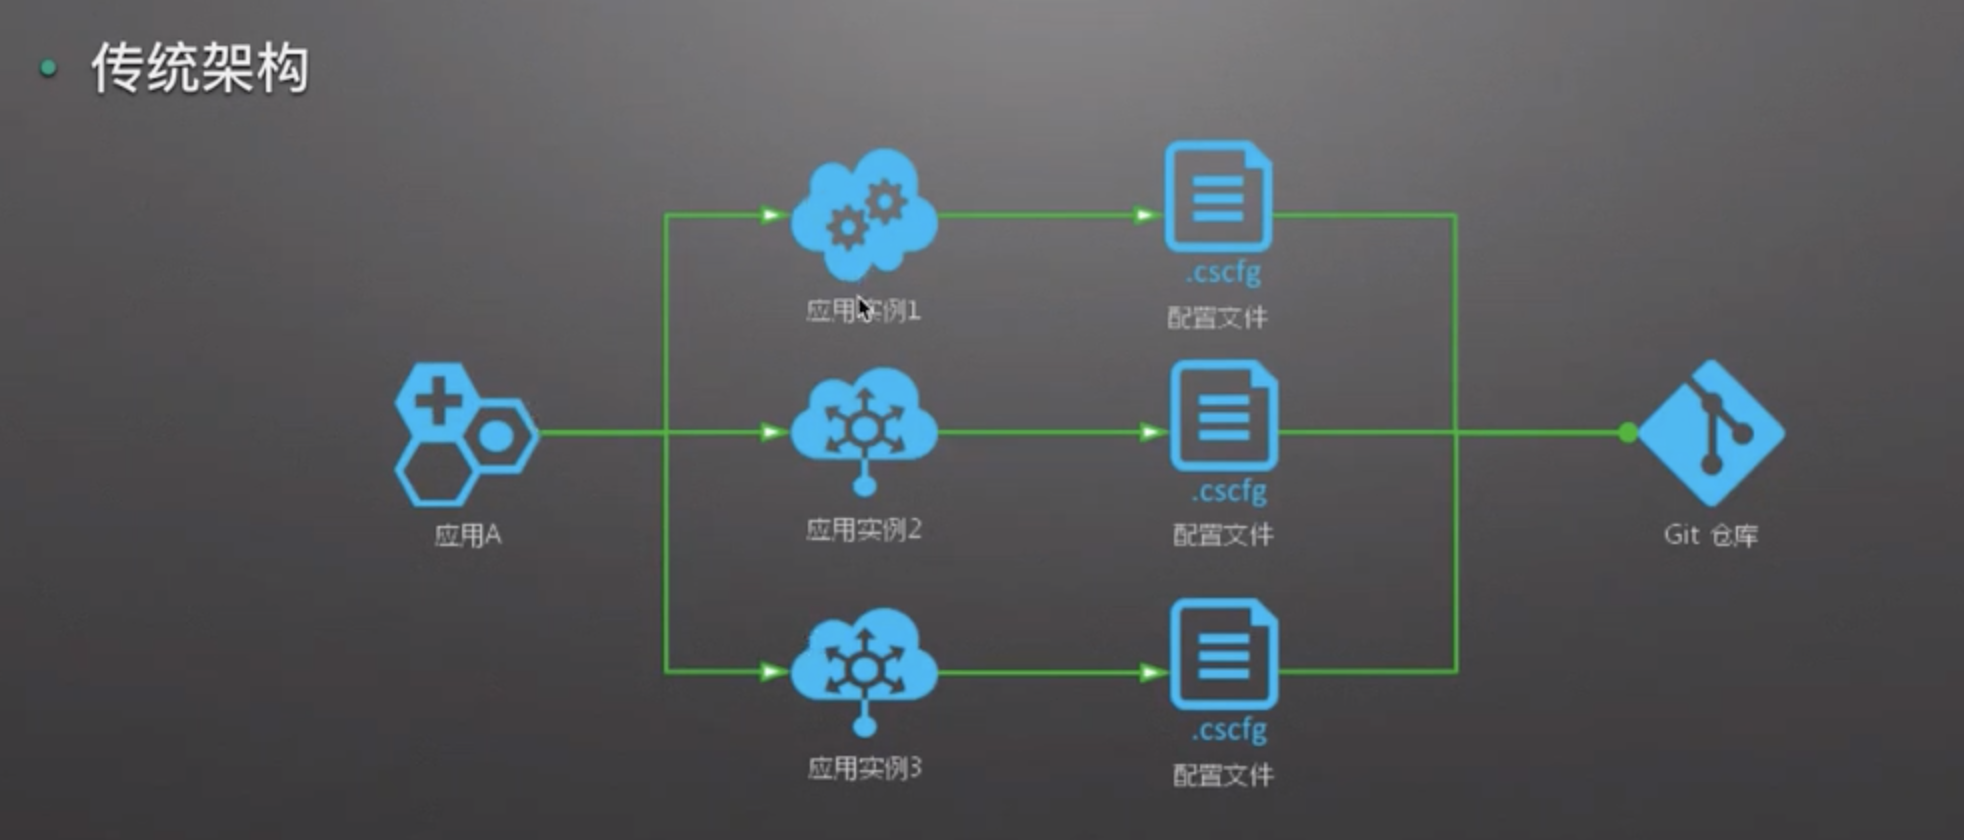 传统架构
.cscfg
应用实例1
配置文件
.cscfg
应用A
应用实例2
配置文件
Git 仓库
.cscfg
应用实例3
配置文件